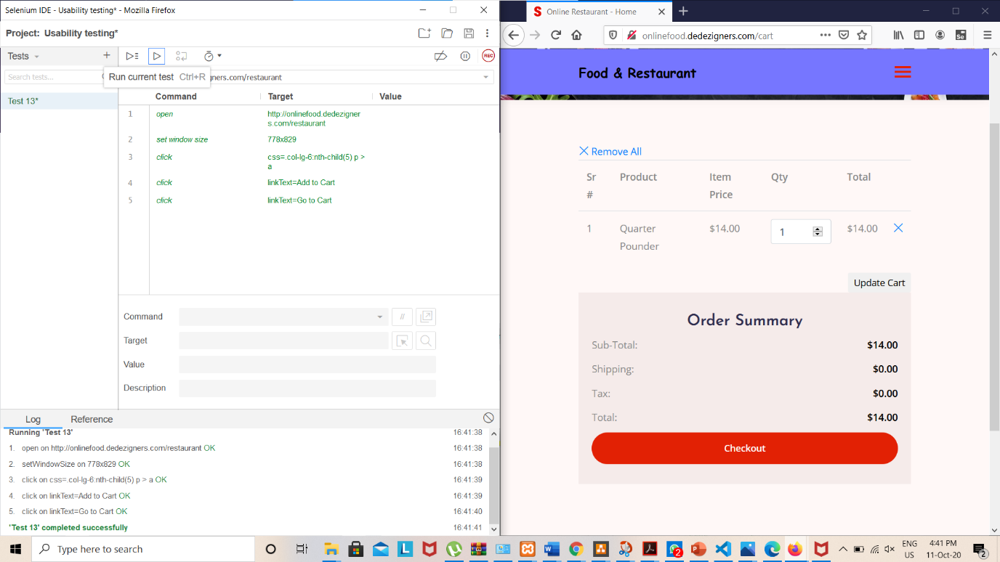 Selenium IDE - Usability testing* - Mozilla Firefox
Project: Usability testing*
Tests
Search tests...
Run current test Ctrl+R
gners.com/restaurant
Test 13*
Command Target Value
1 open http://onlinefood.dedezigner
s.com/restaurant
2 set window size 778x829
3 click css=.col-lg-6:nth-child(5) p >
a
4 click linkText=Add to Cart
5 click linkText=Go to Cart
Command
//
Target
Value
Description
Log Reference
Running 'Test 13' 16:41:38
1. open on http://onlinefood.dedezigners.com/restaurant OK 16:41:38
2. setWindowSize on 778x829 OK 16:41:38
3. click on css=.col-lg-6:nth-child(5) p > a OK 16:41:39
4. click on linkText=Add to Cart OK 16:41:39
5. click on linkText=Go to Cart OK 16:41:40
'Test 13' completed successfully 16:41:41
REC
S Online Restaurant - Home
onlinefood.dedezigners.com/cart
Se
Food & Restaurant
Remove All
Sr Product Item Qty Total
# Price
1 Quarter $14.00 1 $14.00
Pounder
Update Cart
Order Summary
Sub-Total: $14.00
Shipping: $0.00
Tax: $0.00
Total: $14.00
Checkout
Type here to search
L
2
ENG 4:41 PM
US 11-Oct-20
2